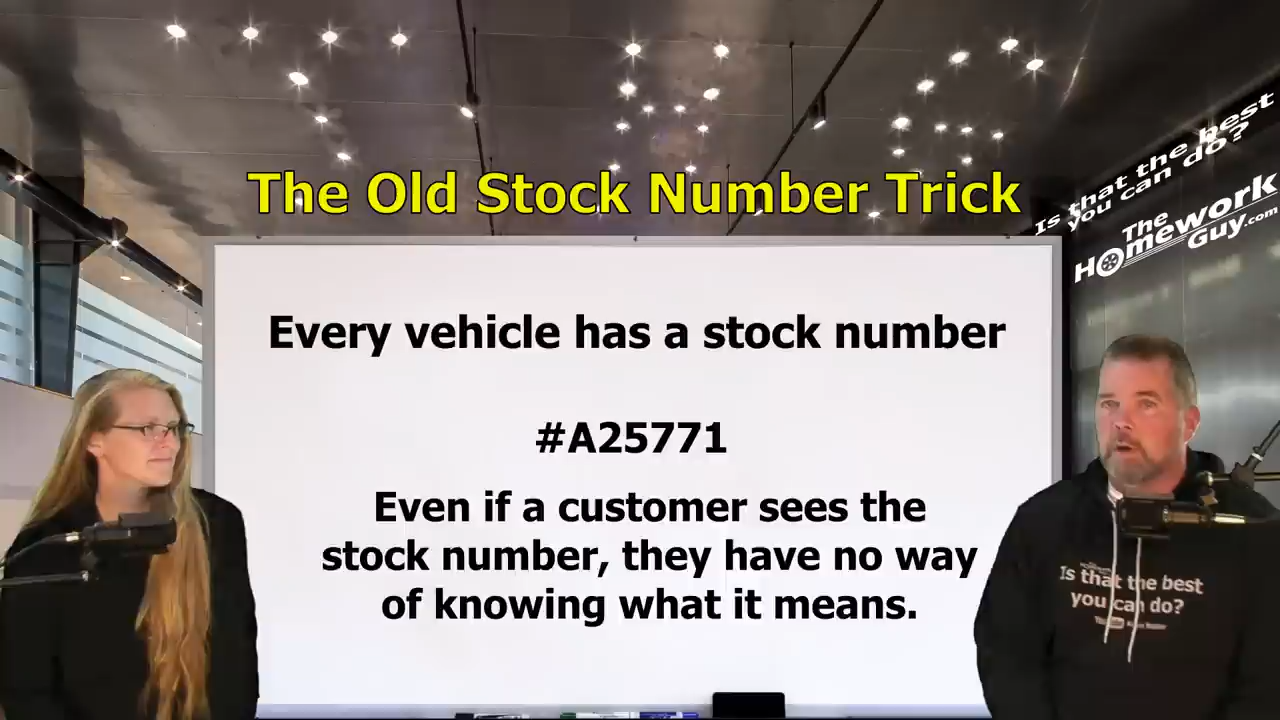 The Old Stock Number Trick
Is that the best
you can do?
The
Homework
Guy.com
Every vehicle has a stock number
#A25771
Even if a customer sees the
stock number, they have no way
of knowing what it means.
Is that the best
you can do?